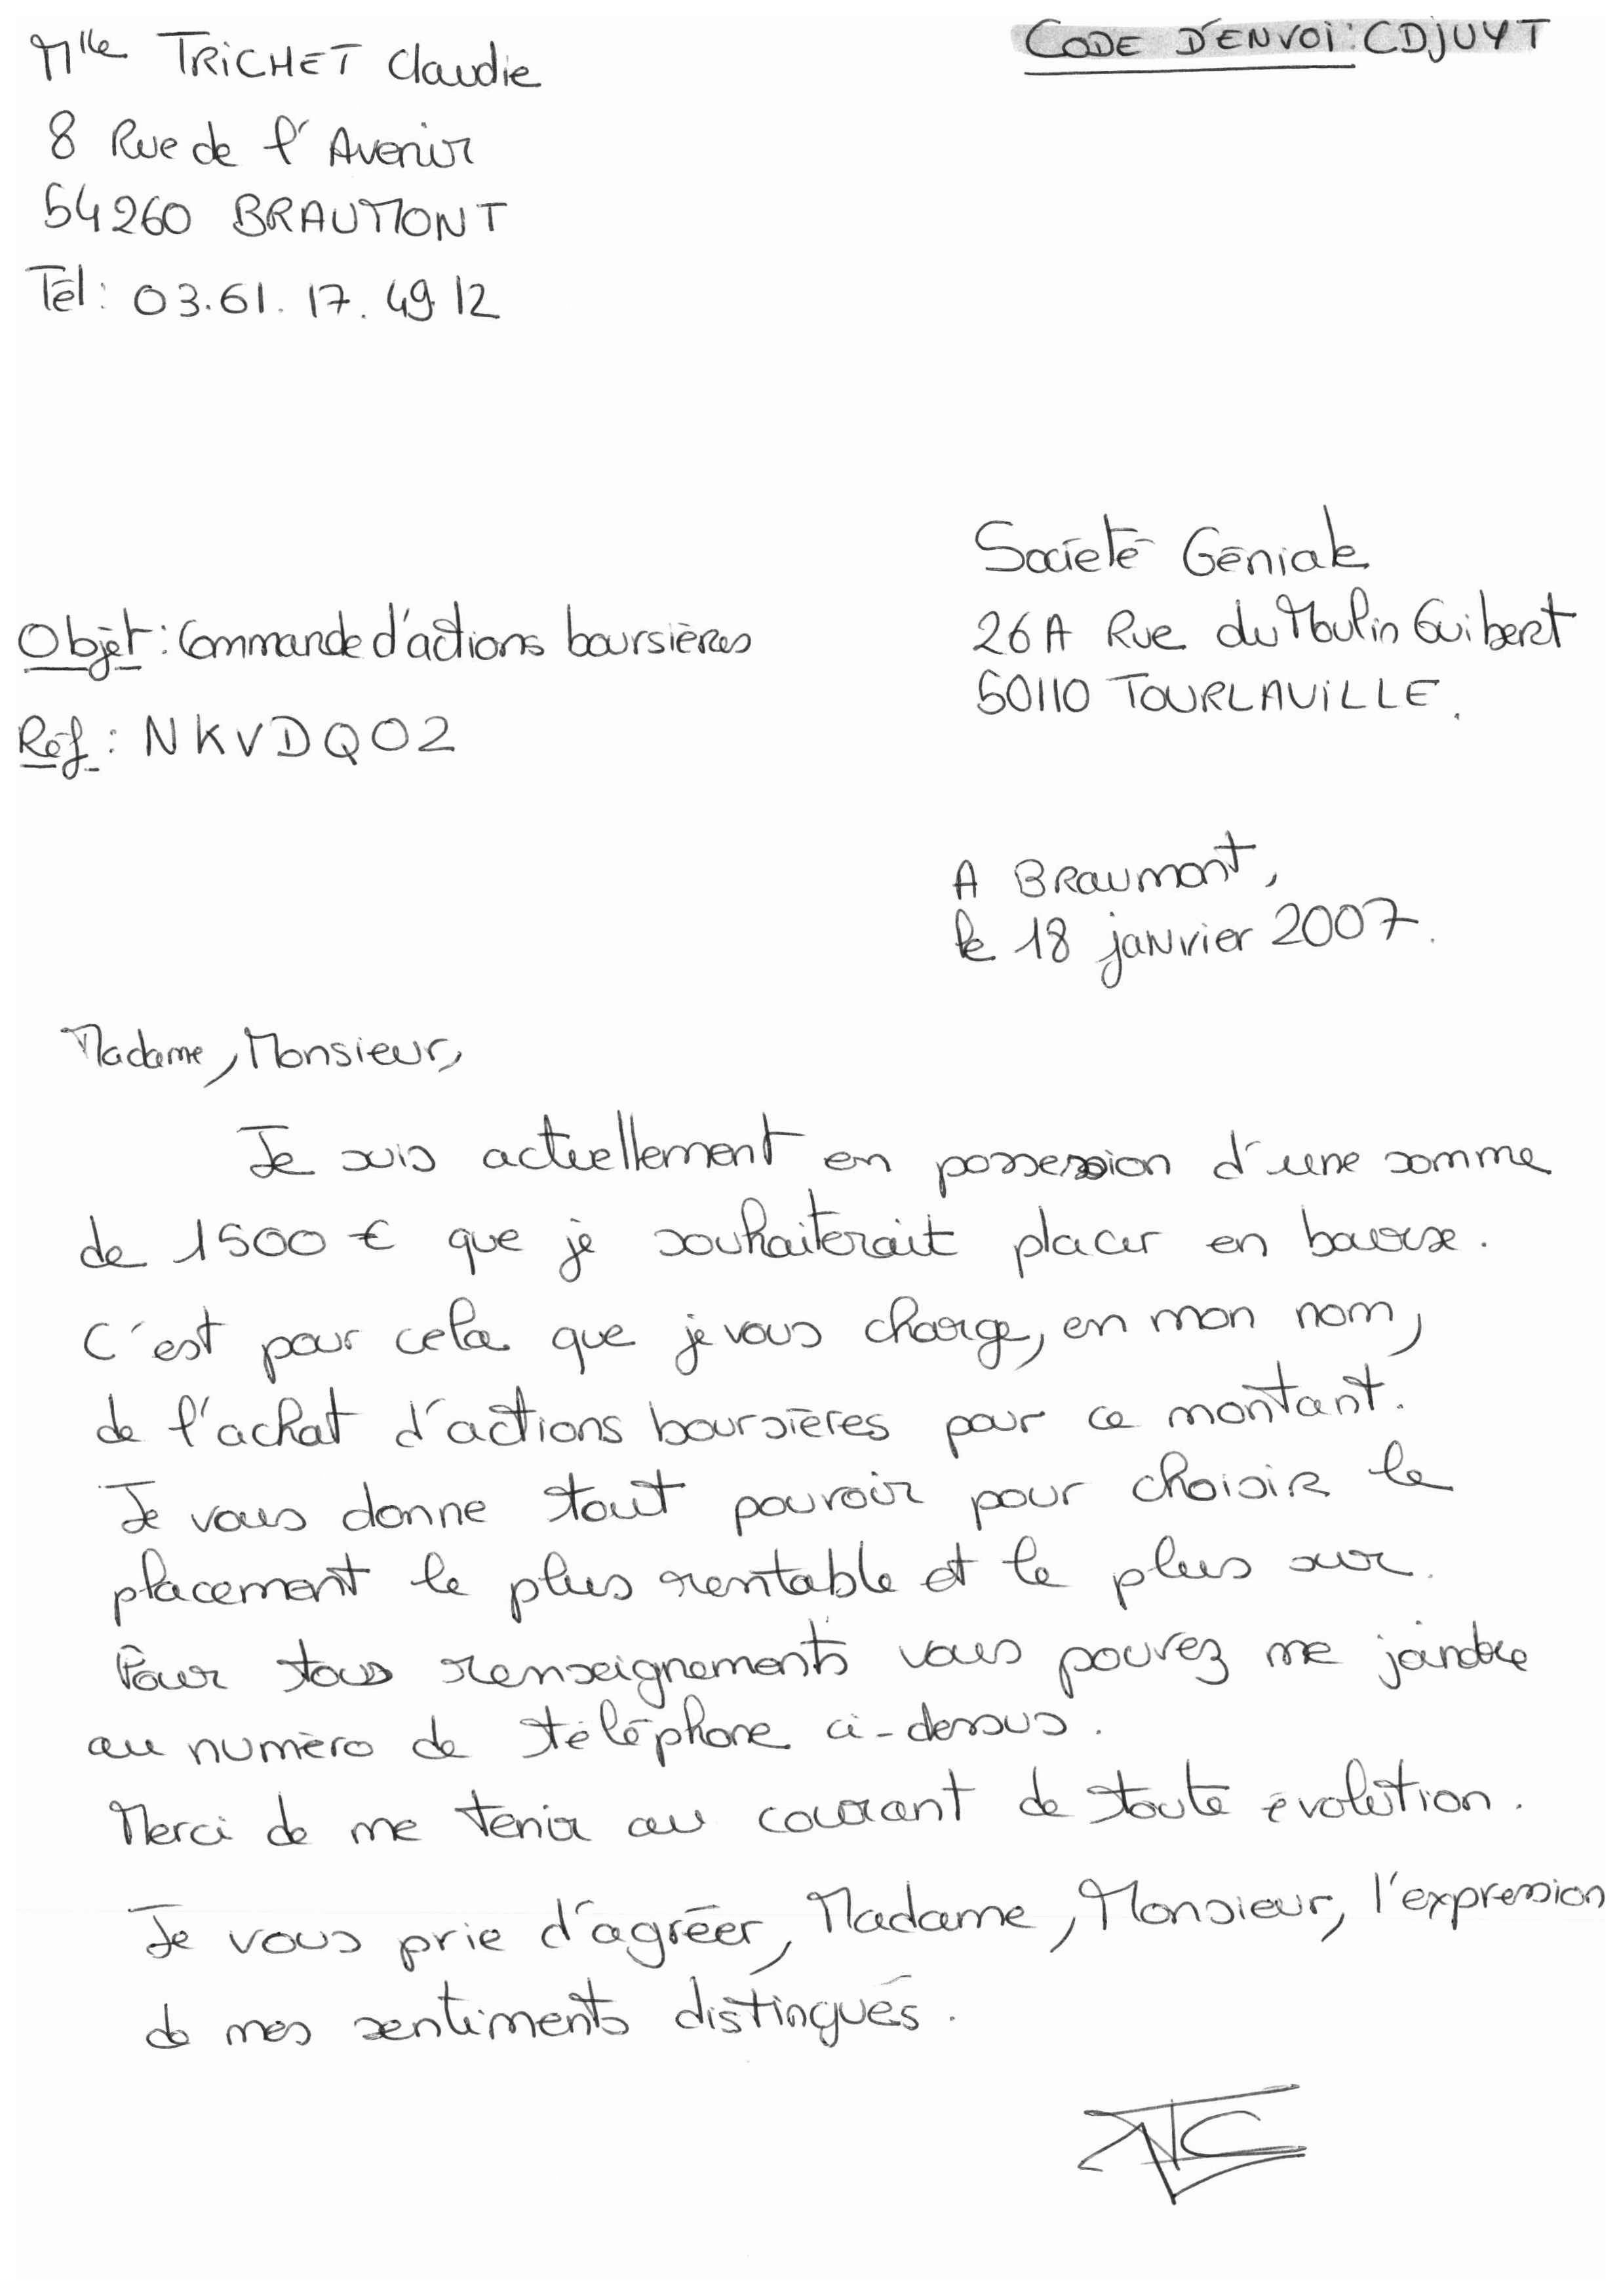 Mlle TRICHET Claudie
CODE D'ENVOI : CDJUYT
8 Rue de l'Avenir
54260 BRAUMONT
Tél : 03.61.17.49 12
Société Géniale
26A Rue du Moulin Guibert
50110 TOURLAVILLE.
Objet : Commande d'actions boursières
Réf : NKVDQ02
A Braumont,
le 18 janvier 2007.
Madame, Monsieur,
Je suis actuellement en possession d'une somme
de 1500 € que je souhaiterait placer en bourse.
C'est pour cela que je vous charge, en mon nom,
de l'achat d'actions boursières pour ce montant.
Je vous donne tout pouvoir pour choisir le
placement le plus rentable et le plus sur.
Pour tous renseignements vous pouvez me joindre
au numéro de téléphone ci-dessus.
Merci de me tenir au courant de toute évolution.
Je vous prie d'agréer, Madame, Monsieur, l'expression
de mes sentiments distingués.